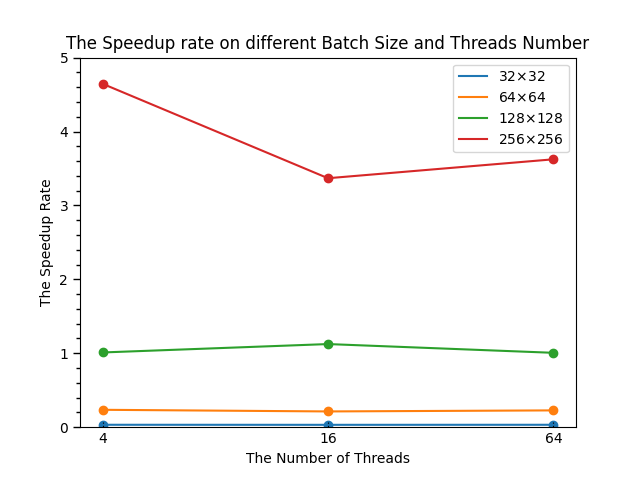 The Speedup rate on different Batch Size and Threads Number
32×32
64×64
128×128
256×256
5
4
3
2
1
0
The Speedup Rate
4 16 64
The Number of Threads